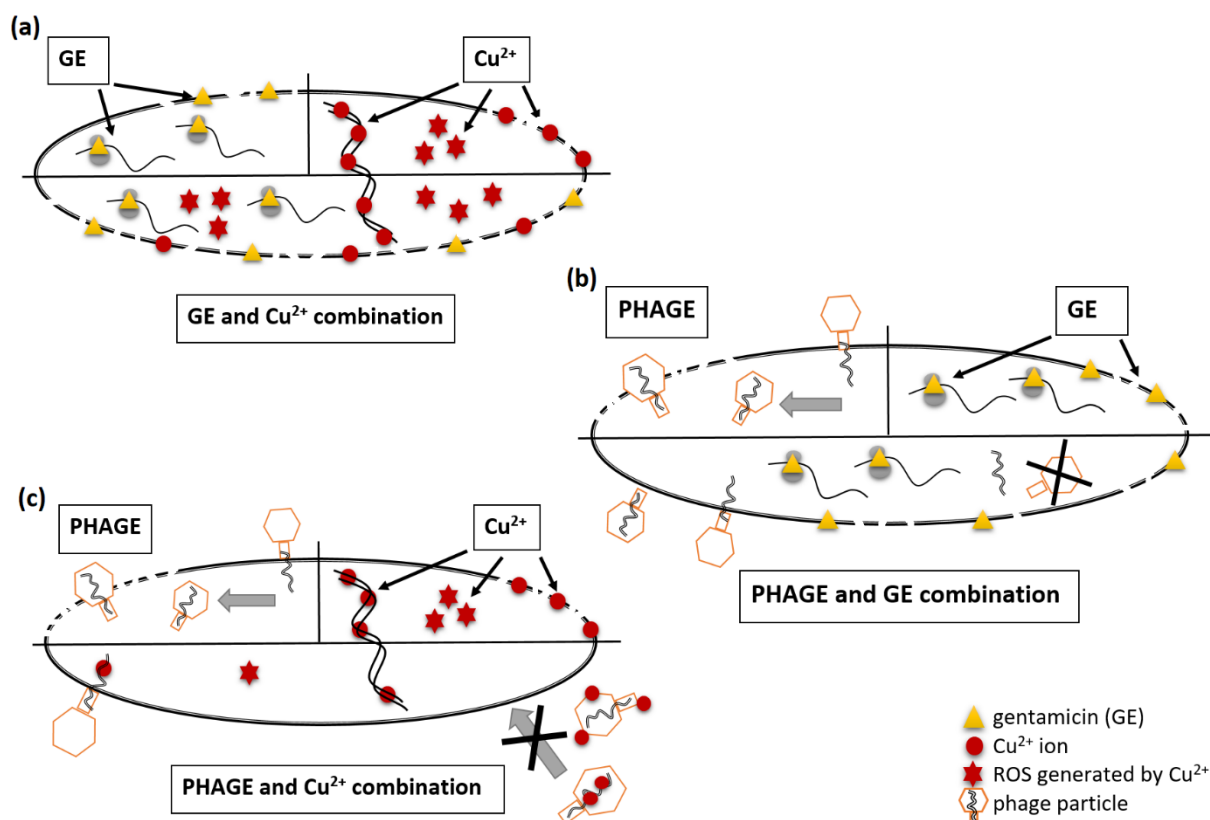 (a)
GE
Cu²⁺
GE and Cu²⁺ combination
(b)
PHAGE
GE
PHAGE and GE combination
(c)
PHAGE
Cu²⁺
PHAGE and Cu²⁺ combination
gentamicin (GE)
Cu²⁺ ion
ROS generated by Cu²⁺
phage particle